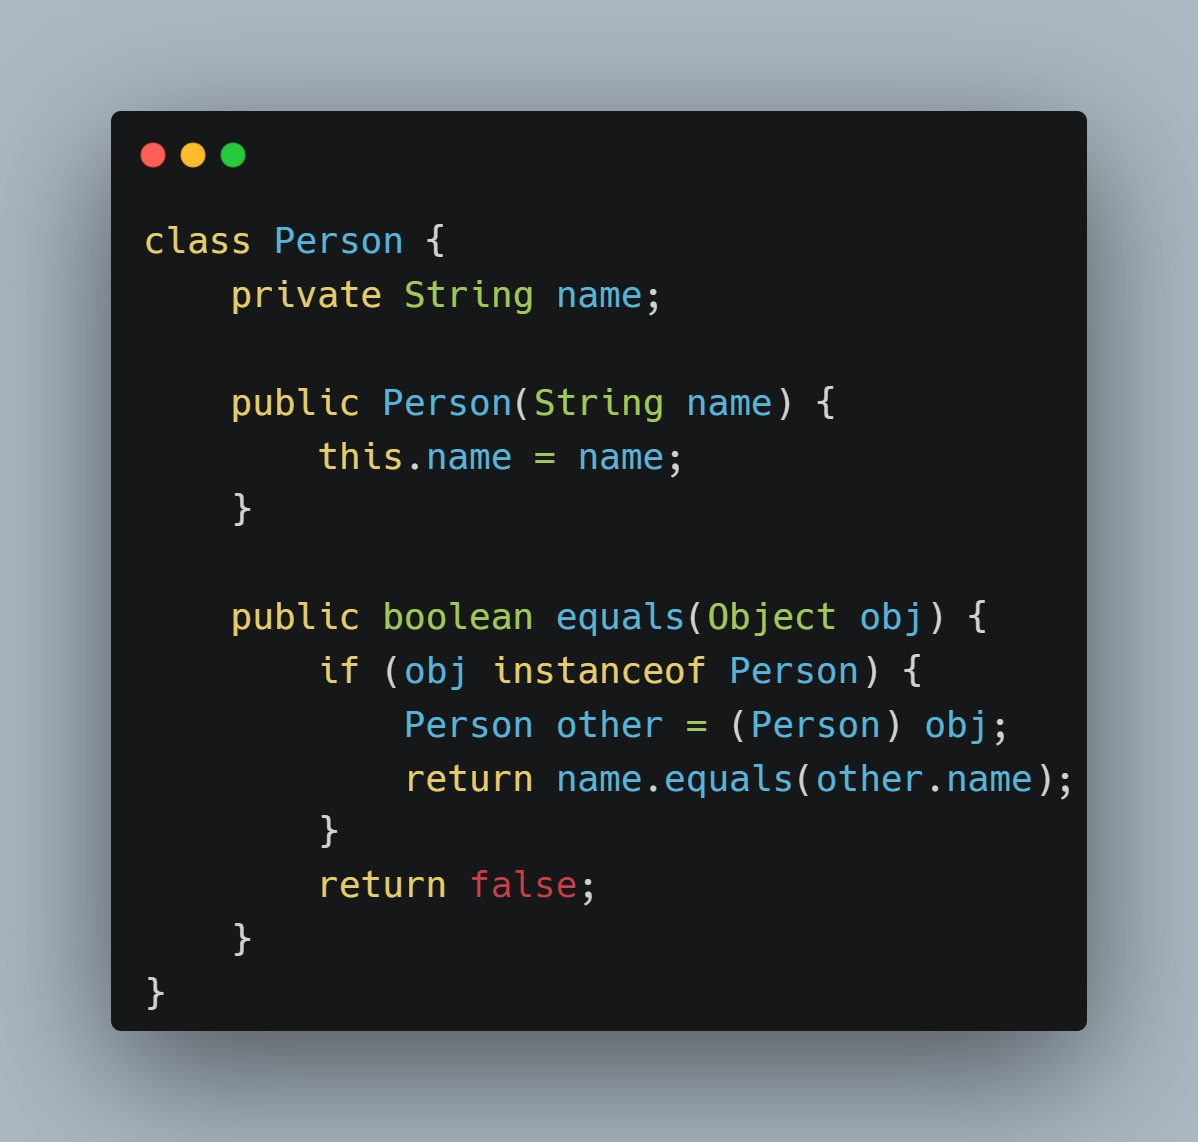 class Person {
    private String name;

    public Person(String name) {
        this.name = name;
    }

    public boolean equals(Object obj) {
        if (obj instanceof Person) {
            Person other = (Person) obj;
            return name.equals(other.name);
        }
        return false;
    }
}